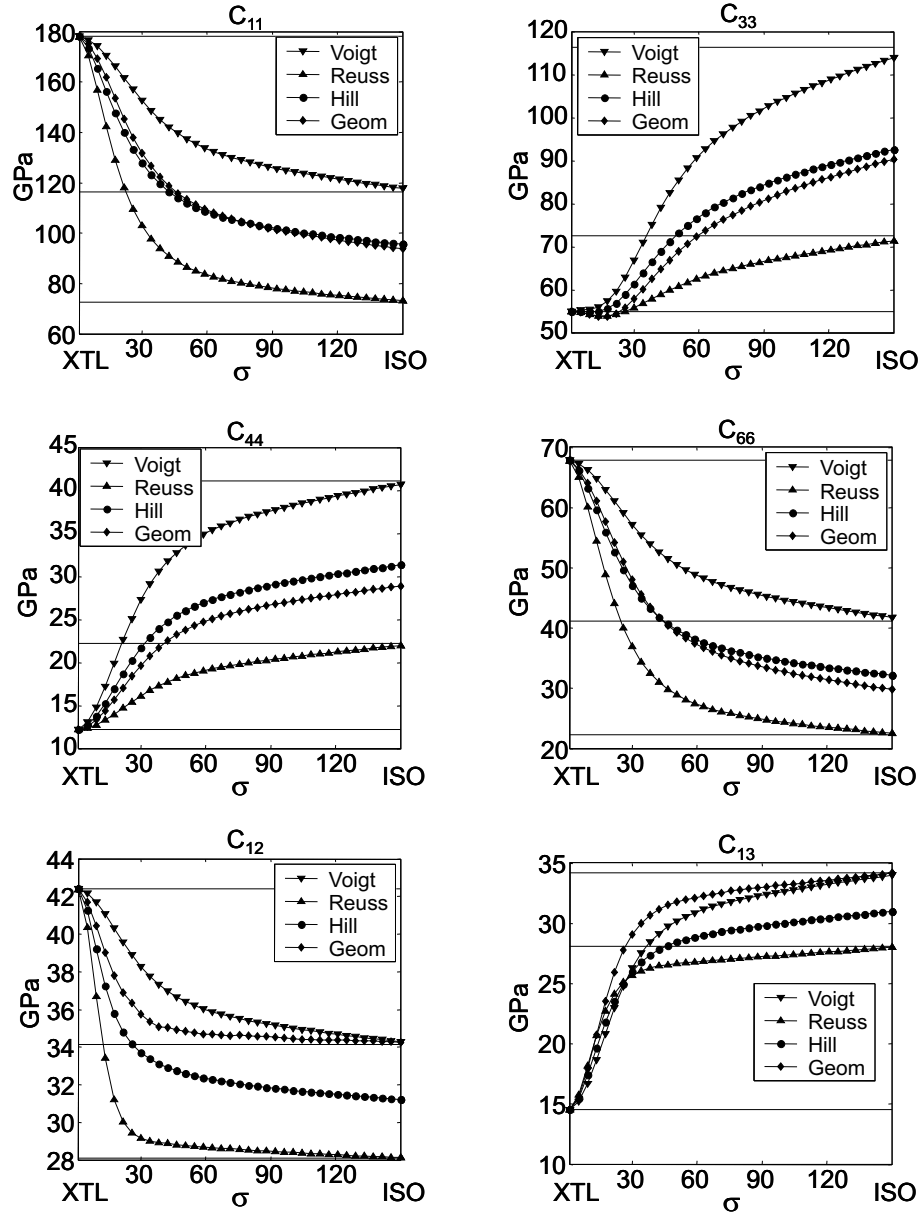 C11
GPa
180
160
140
120
100
80
60
Voigt
Reuss
Hill
Geom
30 60 90 120
XTL σ ISO
C33
GPa
120
110
100
90
80
70
60
50
Voigt
Reuss
Hill
Geom
30 60 90 120
XTL σ ISO
C44
GPa
45
40
35
30
25
20
15
10
Voigt
Reuss
Hill
Geom
30 60 90 120
XTL σ ISO
C66
GPa
70
60
50
40
30
20
Voigt
Reuss
Hill
Geom
30 60 90 120
XTL σ ISO
C12
GPa
44
42
40
38
36
34
32
30
28
Voigt
Reuss
Hill
Geom
30 60 90 120
XTL σ ISO
C13
GPa
35
30
25
20
15
10
Voigt
Reuss
Hill
Geom
30 60 90 120
XTL σ ISO